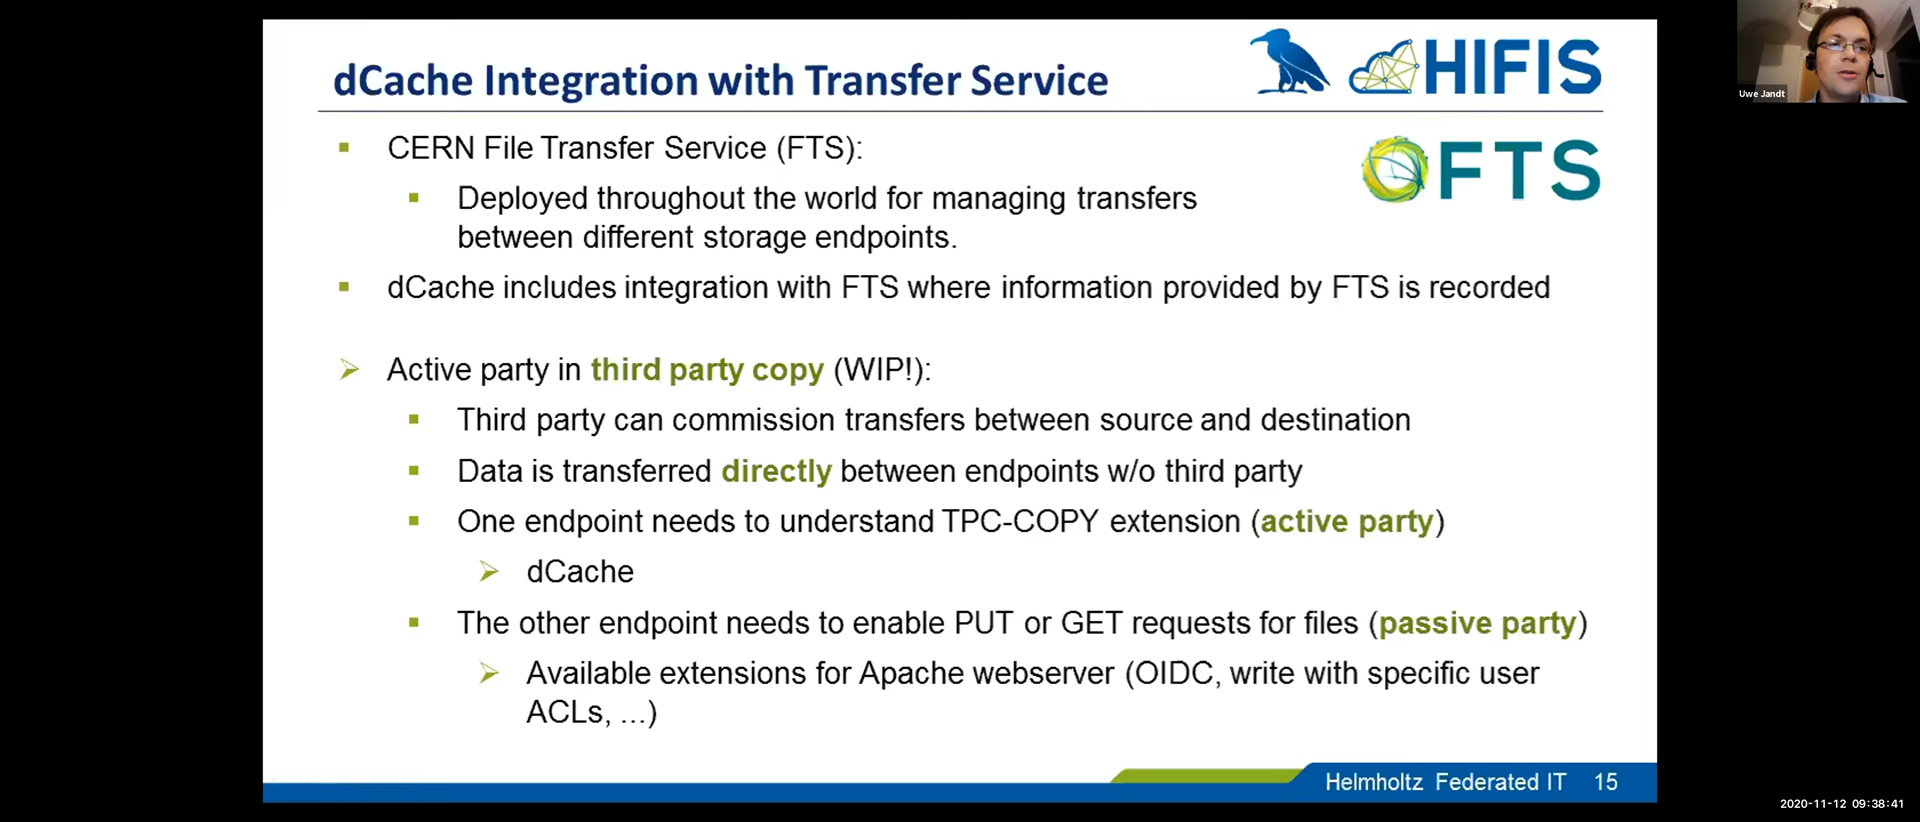 dCache Integration with Transfer Service
HIFIS
Uwe Jandt
CERN File Transfer Service (FTS):
FTS
Deployed throughout the world for managing transfers
between different storage endpoints.
dCache includes integration with FTS where information provided by FTS is recorded
Active party in third party copy (WIP!):
Third party can commission transfers between source and destination
Data is transferred directly between endpoints w/o third party
One endpoint needs to understand TPC-COPY extension (active party)
dCache
The other endpoint needs to enable PUT or GET requests for files (passive party)
Available extensions for Apache webserver (OIDC, write with specific user
ACLs, ...)
Helmholtz Federated IT 15
2020-11-12 09:38:41